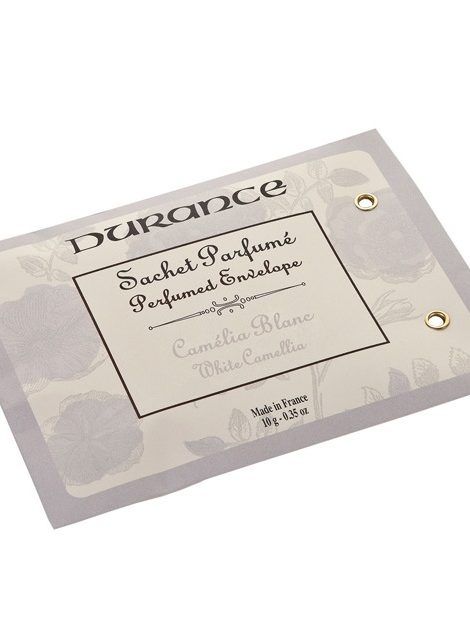 DURANCE
Sachet Parfumé
Perfumed Envelope
Camélia Blanc
White Camellia
Made in France
10 g - 0.35 oz